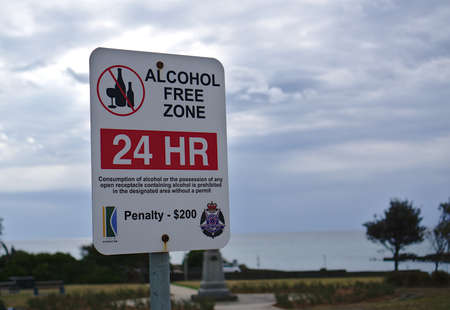 ALCOHOL
FREE
ZONE
24 HR
Consumption of alcohol or the possession of any
open receptacle containing alcohol is prohibited
in the designated area without a permit
Penalty - $200